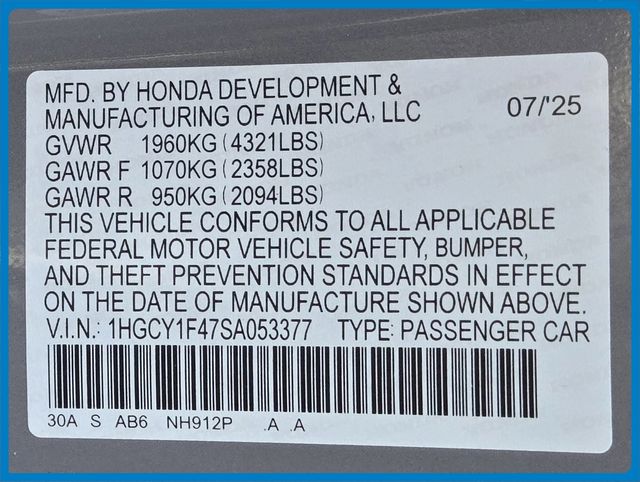 MFD. BY HONDA DEVELOPMENT &
MANUFACTURING OF AMERICA, LLC 07/'25
GVWR 1960KG (4321LBS)
GAWR F 1070KG (2358LBS)
GAWR R 950KG (2094LBS)
THIS VEHICLE CONFORMS TO ALL APPLICABLE
FEDERAL MOTOR VEHICLE SAFETY, BUMPER,
AND THEFT PREVENTION STANDARDS IN EFFECT
ON THE DATE OF MANUFACTURE SHOWN ABOVE.
V.I.N.: 1HGCY1F47SA053377 TYPE: PASSENGER CAR
30A S AB6 NH912P .A .A